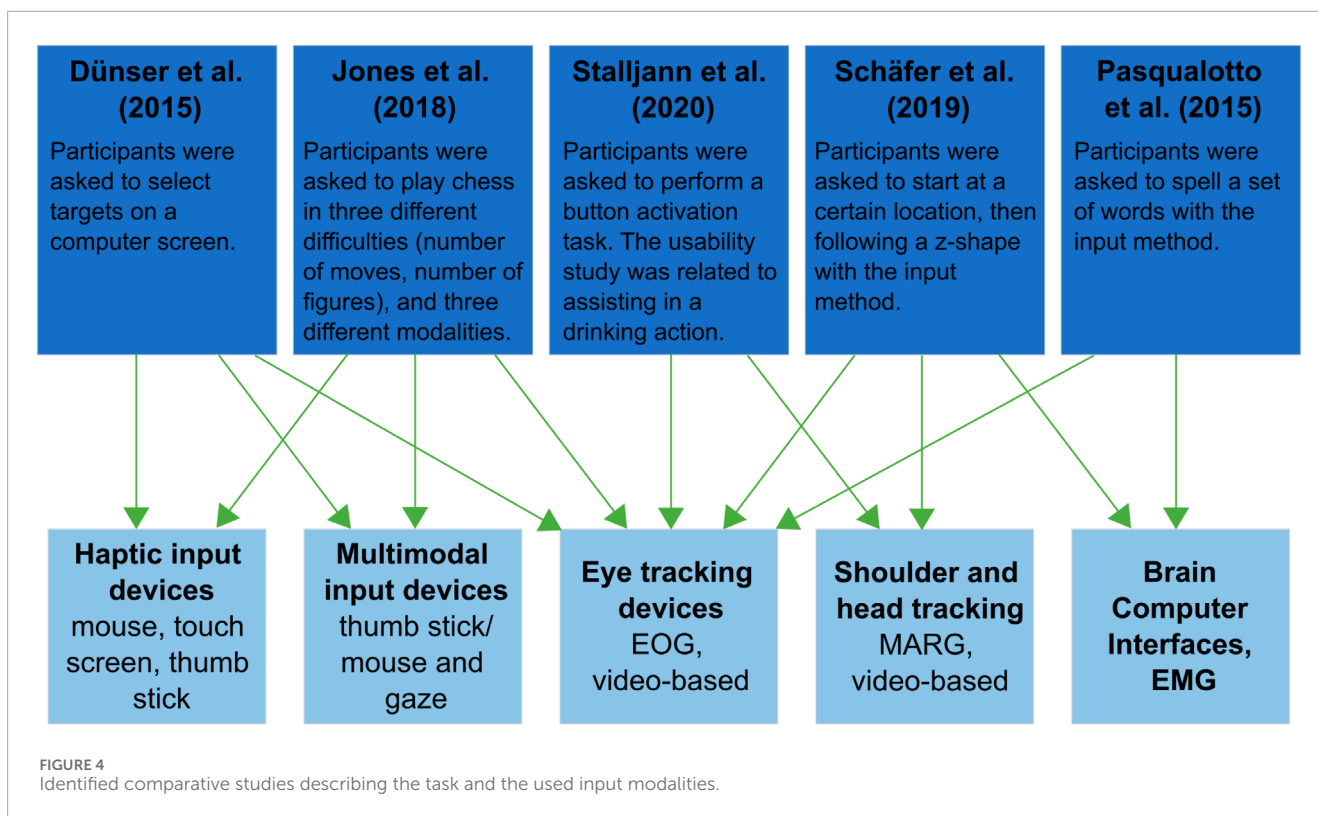 Dünser et al.
(2015)
Participants were
asked to select
targets on a
computer screen.
Jones et al.
(2018)
Participants were
asked to play chess
in three different
difficulties (number
of moves, number of
figures), and three
different modalities.
Stalljann et al.
(2020)
Participants were
asked to perform a
button activation
task. The usability
study was related to
assisting in a
drinking action.
Schäfer et al.
(2019)
Participants were
asked to start at a
certain location, then
following a z-shape
with the input
method.
Pasqualotto
et al. (2015)
Participants were
asked to spell a set
of words with the
input method.
Haptic input
devices
mouse, touch
screen, thumb
stick
Multimodal
input devices
thumb stick/
mouse and
gaze
Eye tracking
devices
EOG,
video-based
Shoulder and
head tracking
MARG,
video-based
Brain
Computer
Interfaces,
EMG
FIGURE 4
Identified comparative studies describing the task and the used input modalities.